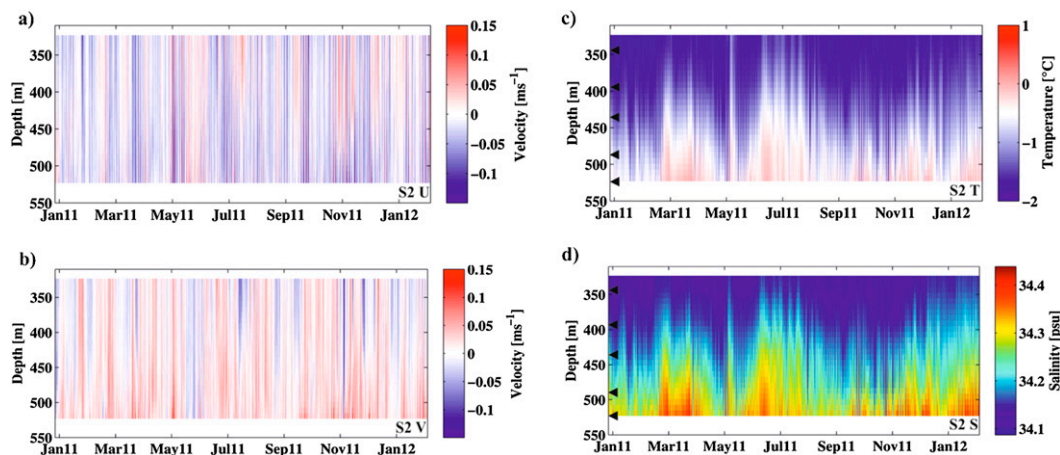 a)
0.15
0.1
0.05
0
-0.05
-0.1
Velocity [ms⁻¹]
350
400
450
500
550
Depth [m]
S2 U
Jan11 Mar11 May11 Jul11 Sep11 Nov11 Jan12
c)
1
0
-1
-2
Temperature [°C]
350
400
450
500
550
Depth [m]
S2 T
Jan11 Mar11 May11 Jul11 Sep11 Nov11 Jan12
b)
0.15
0.1
0.05
0
-0.05
-0.1
Velocity [ms⁻¹]
350
400
450
500
550
Depth [m]
S2 V
Jan11 Mar11 May11 Jul11 Sep11 Nov11 Jan12
d)
34.4
34.3
34.2
34.1
Salinity [psu]
350
400
450
500
550
Depth [m]
S2 S
Jan11 Mar11 May11 Jul11 Sep11 Nov11 Jan12